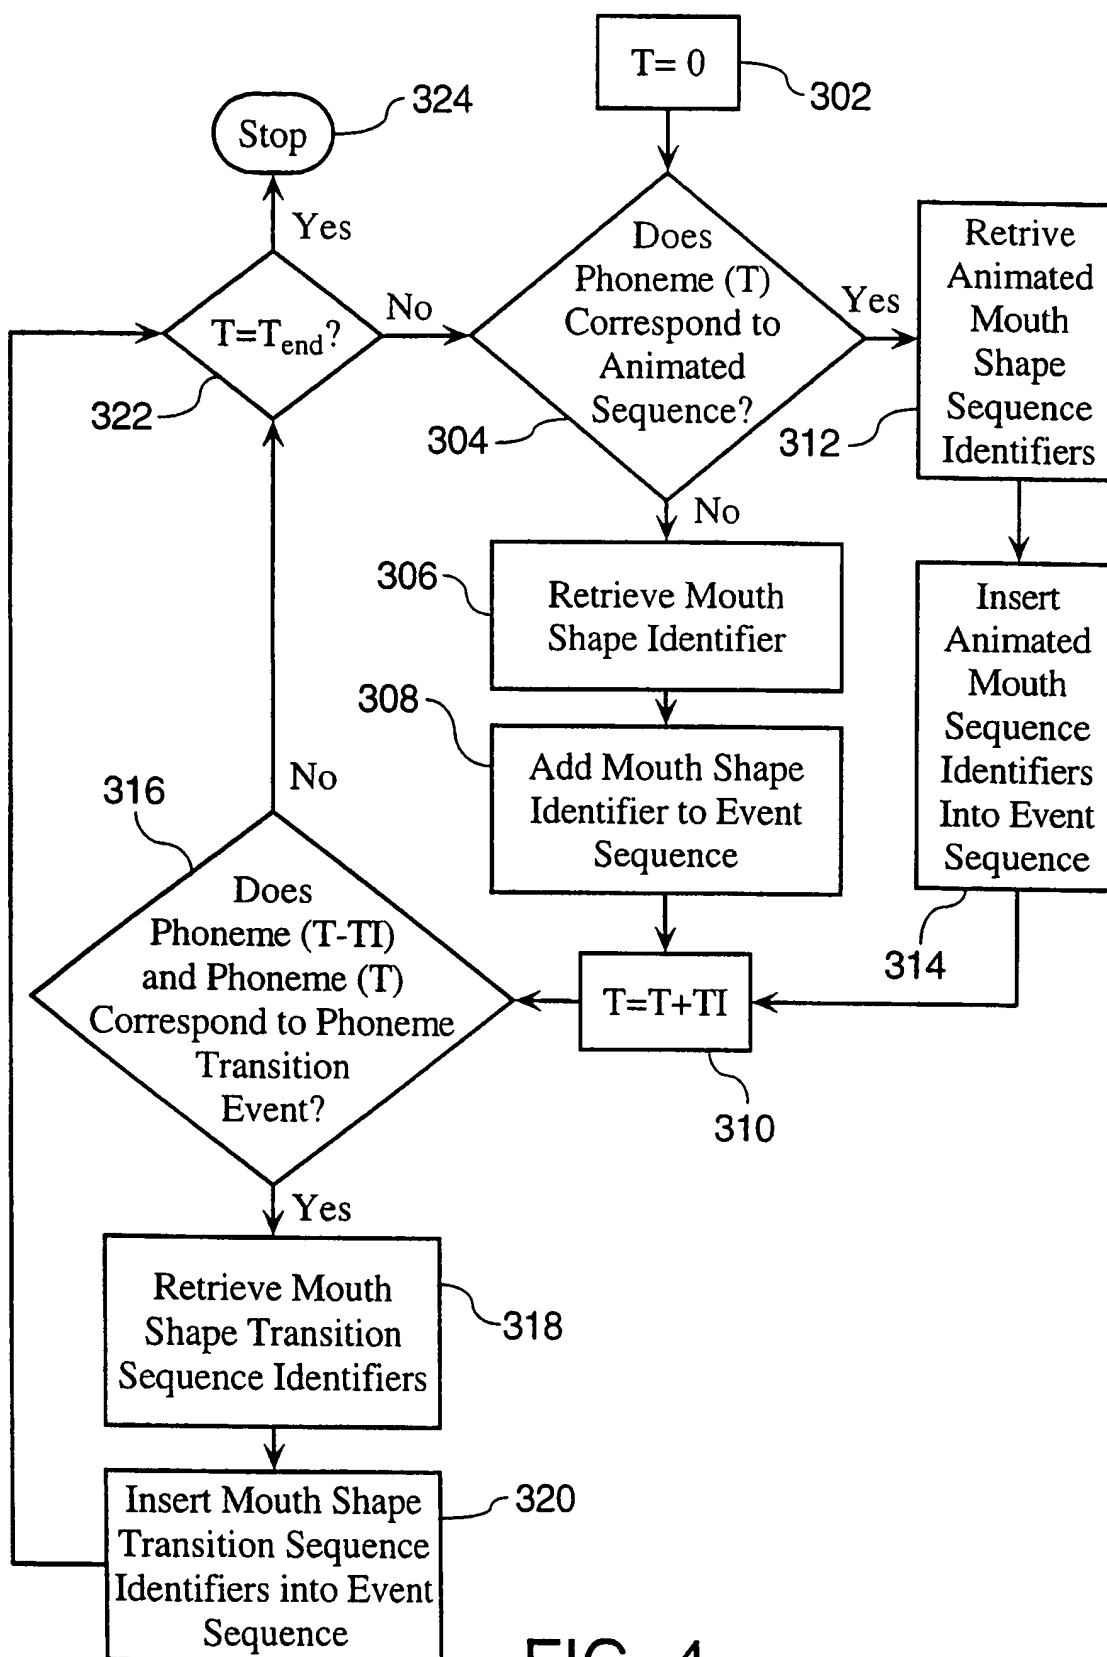 T= 0
302
324
Stop
Yes
Does
Phoneme (T)
Correspond to
Animated
Sequence?
304
Yes
No
T=Tend?
322
No
Retrive
Animated
Mouth
Shape
Sequence
Identifiers
312
306
Retrieve Mouth
Shape Identifier
308
Add Mouth Shape
Identifier to Event
Sequence
Insert
Animated
Mouth
Sequence
Identifiers
Into Event
Sequence
314
T=T+TI
310
316
No
Does
Phoneme (T-TI)
and Phoneme (T)
Correspond to Phoneme
Transition
Event?
Yes
Retrieve Mouth
Shape Transition
Sequence Identifiers
318
Insert Mouth Shape
Transition Sequence
Identifiers into Event
Sequence
320
FIG. 4